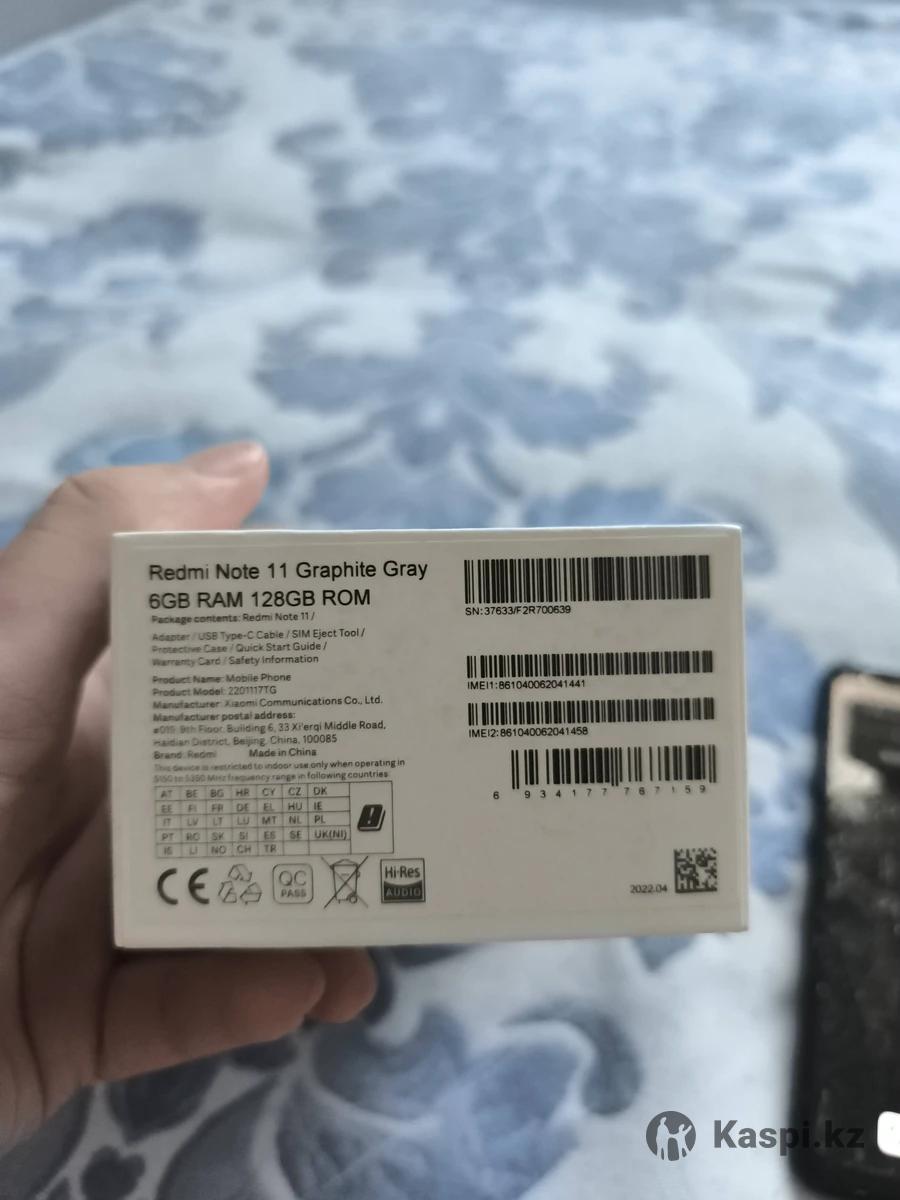 Redmi Note 11 Graphite Gray
6GB RAM 128GB ROM
Package contents: Redmi Note 11 /
Adapter / USB Type-C Cable / SIM Eject Tool /
Protective Case / Quick Start Guide /
Warranty Card / Safety Information
Product Name: Mobile Phone
Product Model: 2201117TG
Manufacturer: Xiaomi Communications Co., Ltd.
Manufacturer postal address:
#019, 9th Floor, Building 6, 33 Xi'erqi Middle Road,
Haidian District, Beijing, China, 100085
Brand: Redmi Made in China
This device is restricted to indoor use only when operating in
5150 to 5350 MHz frequency range in following countries:
AT BE BG HR CY CZ DK
EE FI FR DE EL HU IE
IT LV LT LU MT NL PL
PT RO SK SI ES SE UK(NI)
IS LI NO CH TR
CE
QC
PASS
Hi-Res
AUDIO
SN:37633/F2R700639
IMEI1:861040062041441
IMEI2:861040062041458
6 934177 767159
2022.04
Kaspi.kz